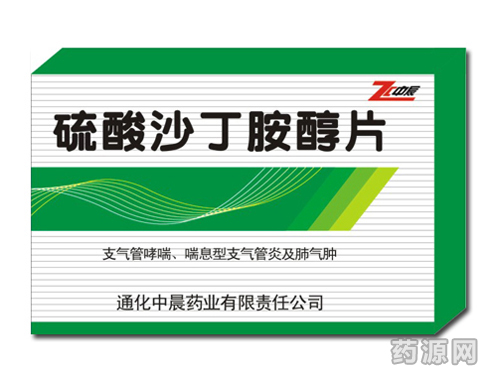 中晨
硫酸沙丁胺醇片
支气管哮喘、喘息型支气管炎及肺气肿
通化中晨药业有限责任公司
药源网